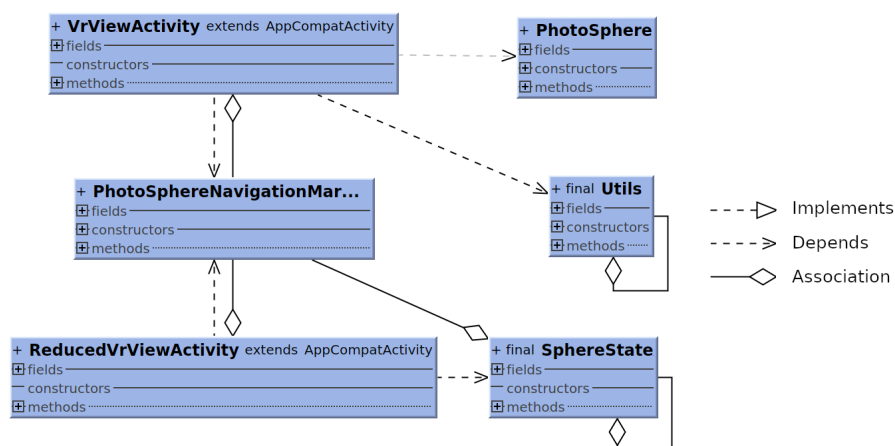 + VrViewActivity extends AppCompatActivity
+ fields
constructors
+ methods
+ PhotoSphere
+ fields
+ constructors
+ methods
+ PhotoSphereNavigationMar...
+ fields
+ constructors
+ methods
+ final Utils
+ fields
+ constructors
+ methods
Implements
Depends
Association
+ ReducedVrViewActivity extends AppCompatActivity
+ fields
constructors
+ methods
+ final SphereState
+ fields
constructors
+ methods